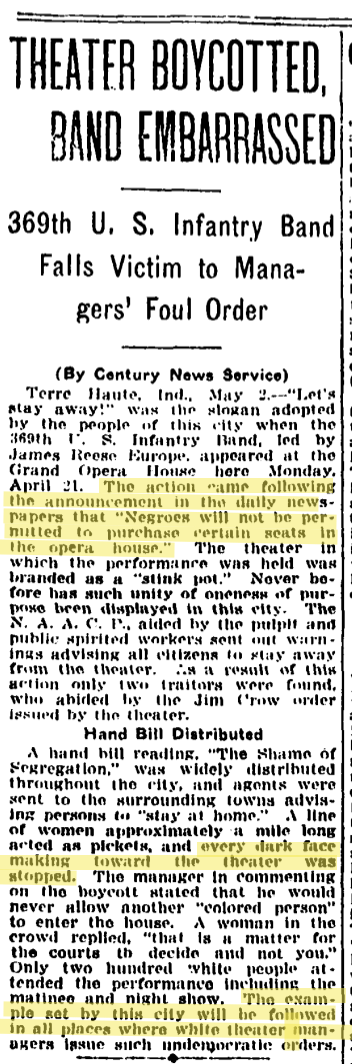 THEATER BOYCOTTED,
BAND EMBARRASSED
369th U. S. Infantry Band
Falls Victim to Mana-
gers' Foul Order
(By Century News Service)
Terre Haute, Ind., May 2.—"Let's
stay away!" was the slogan adopted
by the people of this city when the
369th U. S. Infantry Band, led by
James Reese Europe, appeared at the
Grand Opera House here Monday,
April 21. The action came following
the announcement in the daily news-
papers that "Negroes will not be per-
mitted to purchase certain seats in
the opera house." The theater in
which the performance was held was
branded as a "stink pot." Never be-
fore has such unity of oneness of pur-
pose been displayed in this city. The
N. A. A. C. P., aided by the pulpit and
public spirited workers sent out warn-
ings advising all citizens to stay away
from the theater. As a result of this
action only two traitors were found,
who abided by the Jim Crow order
issued by the theater.
Hand Bill Distributed
A hand bill reading, "The Shame of
Segregation," was widely distributed
throughout the city, and agents were
sent to the surrounding towns advis-
ing persons to "stay at home." A line
of women approximately a mile long
acted as pickets, and every dark face
making toward the theater was
stopped. The manager in commenting
on the boycott stated that he would
never allow another "colored person"
to enter the house. A woman in the
crowd replied, "that is a matter for
the courts tb decide and not you."
Only two hundred white people at-
tended the performance including the
matinee and night show. The exam-
ple set by this city will be followed
in all places where white theater man-
agers issue such undemocratic orders.